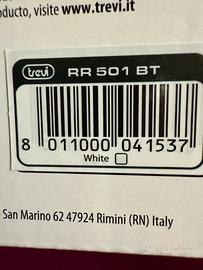 oducto, visite www.trevi.it
trevi RR 501 BT
8 011000 041537
White
San Marino 62 47924 Rimini (RN) Italy